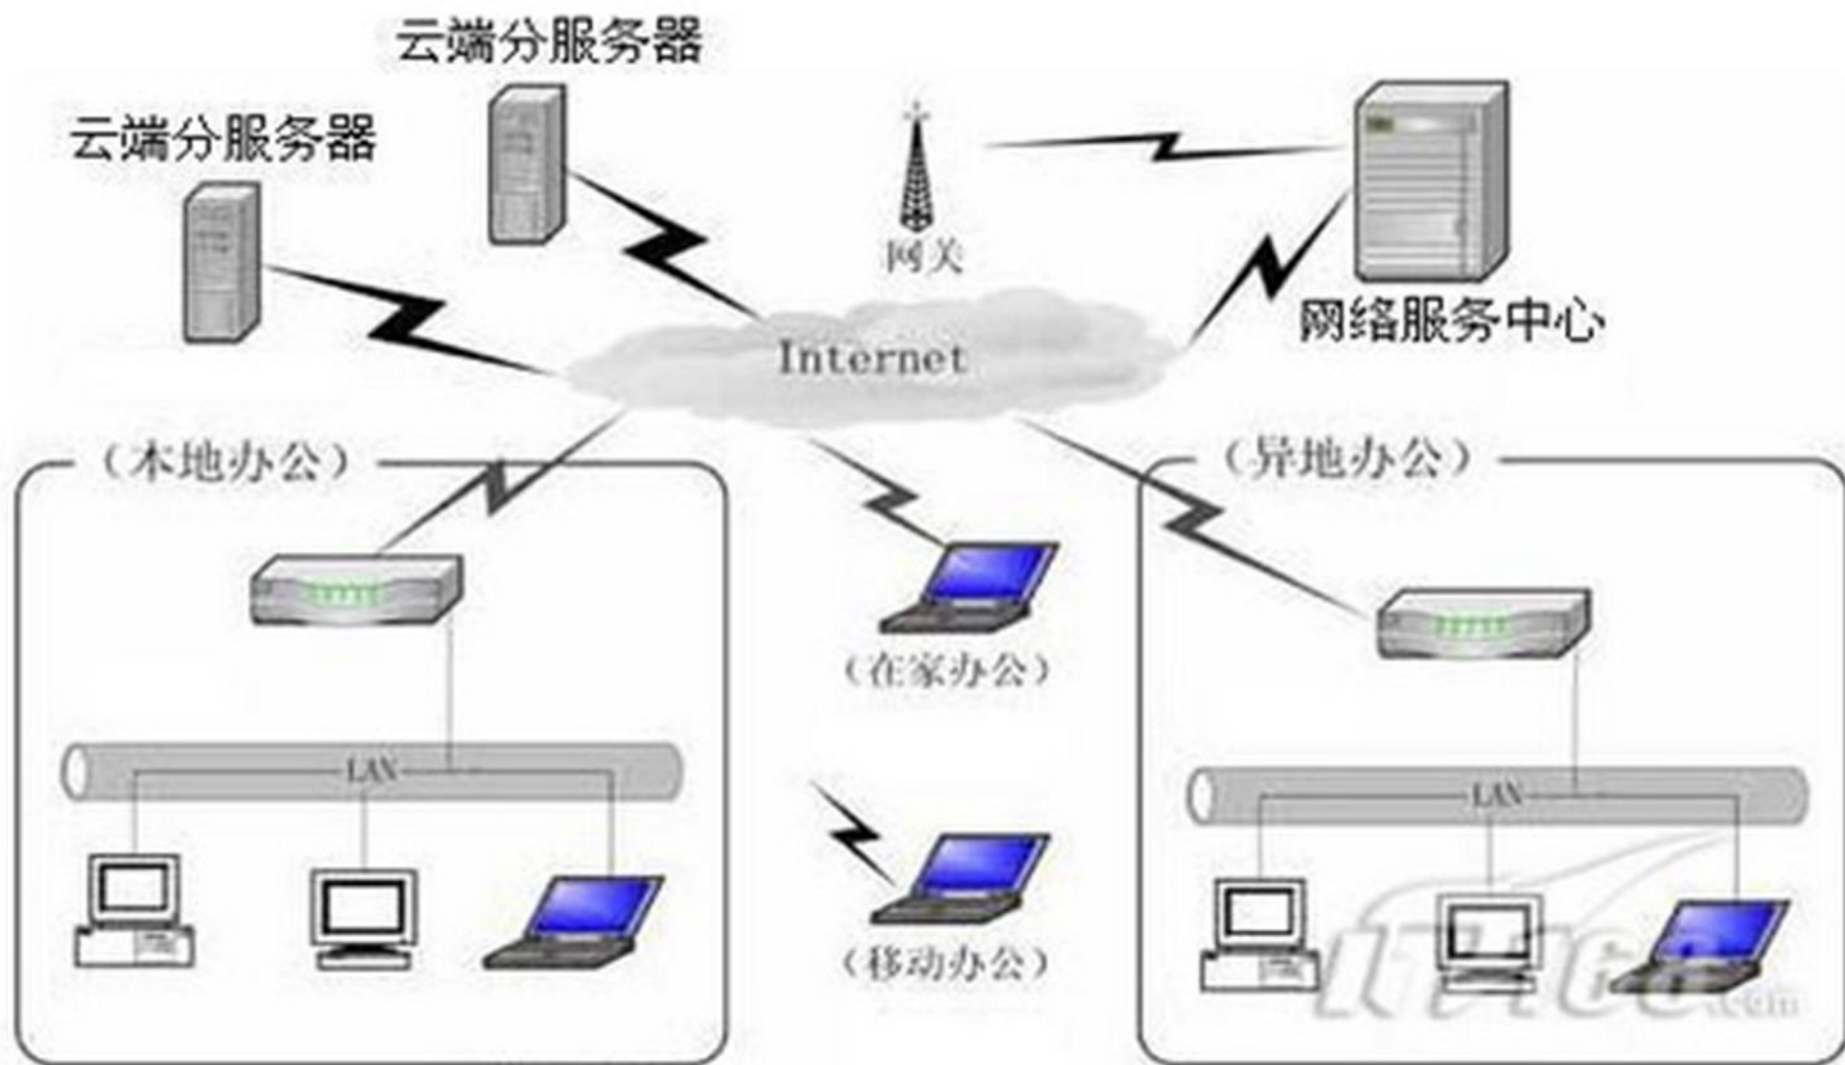 云端分服务器
云端分服务器
网关
网络服务中心
Internet
（本地办公）
（异地办公）
（在家办公）
LAN
LAN
（移动办公）
.com